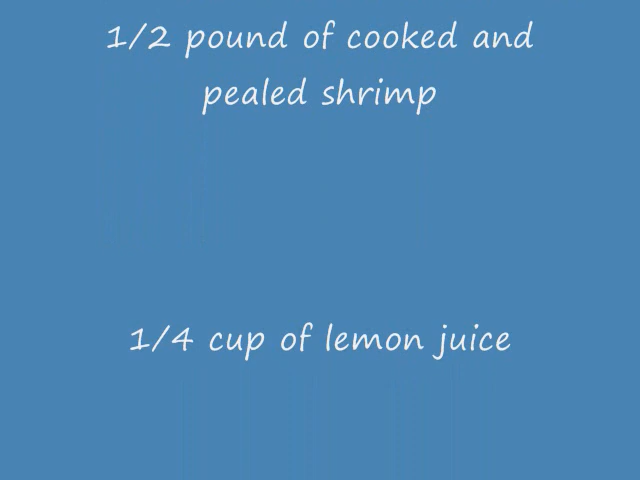 1/2 pound of cooked and
pealed shrimp
1/4 cup of lemon juice